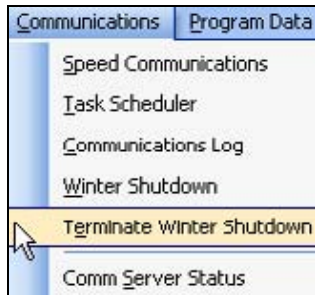 Communications Program Data
Speed Communications
Task Scheduler
Communications Log
Winter Shutdown
Terminate Winter Shutdown
Comm Server Status